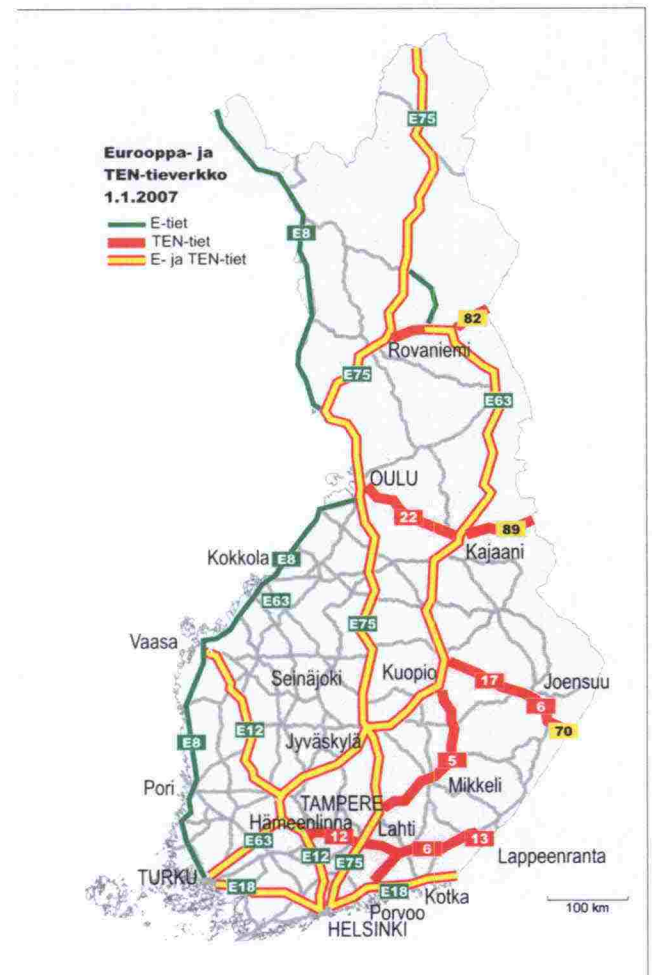 E75
Eurooppa- ja
TEN-tieverkko
1.1.2007
E-tiet
TEN-tiet
E- ja TEN-tiet
E8
82
Rovaniemi
E75
E63
OULU
22
89
Kajaani
Kokkola
E8
E63
E75
Vaasa
Kuopio
Seinäjoki
17
Joensuu
6
E12
70
E8
Jyväskylä
5
Mikkeli
Pori
TAMPERE
Hämeenlinna
Lahti
12
E63
E12
E75
6
13
Lappeenranta
TURKU
E18
E18
Kotka
Porvoo
HELSINKI
100 km